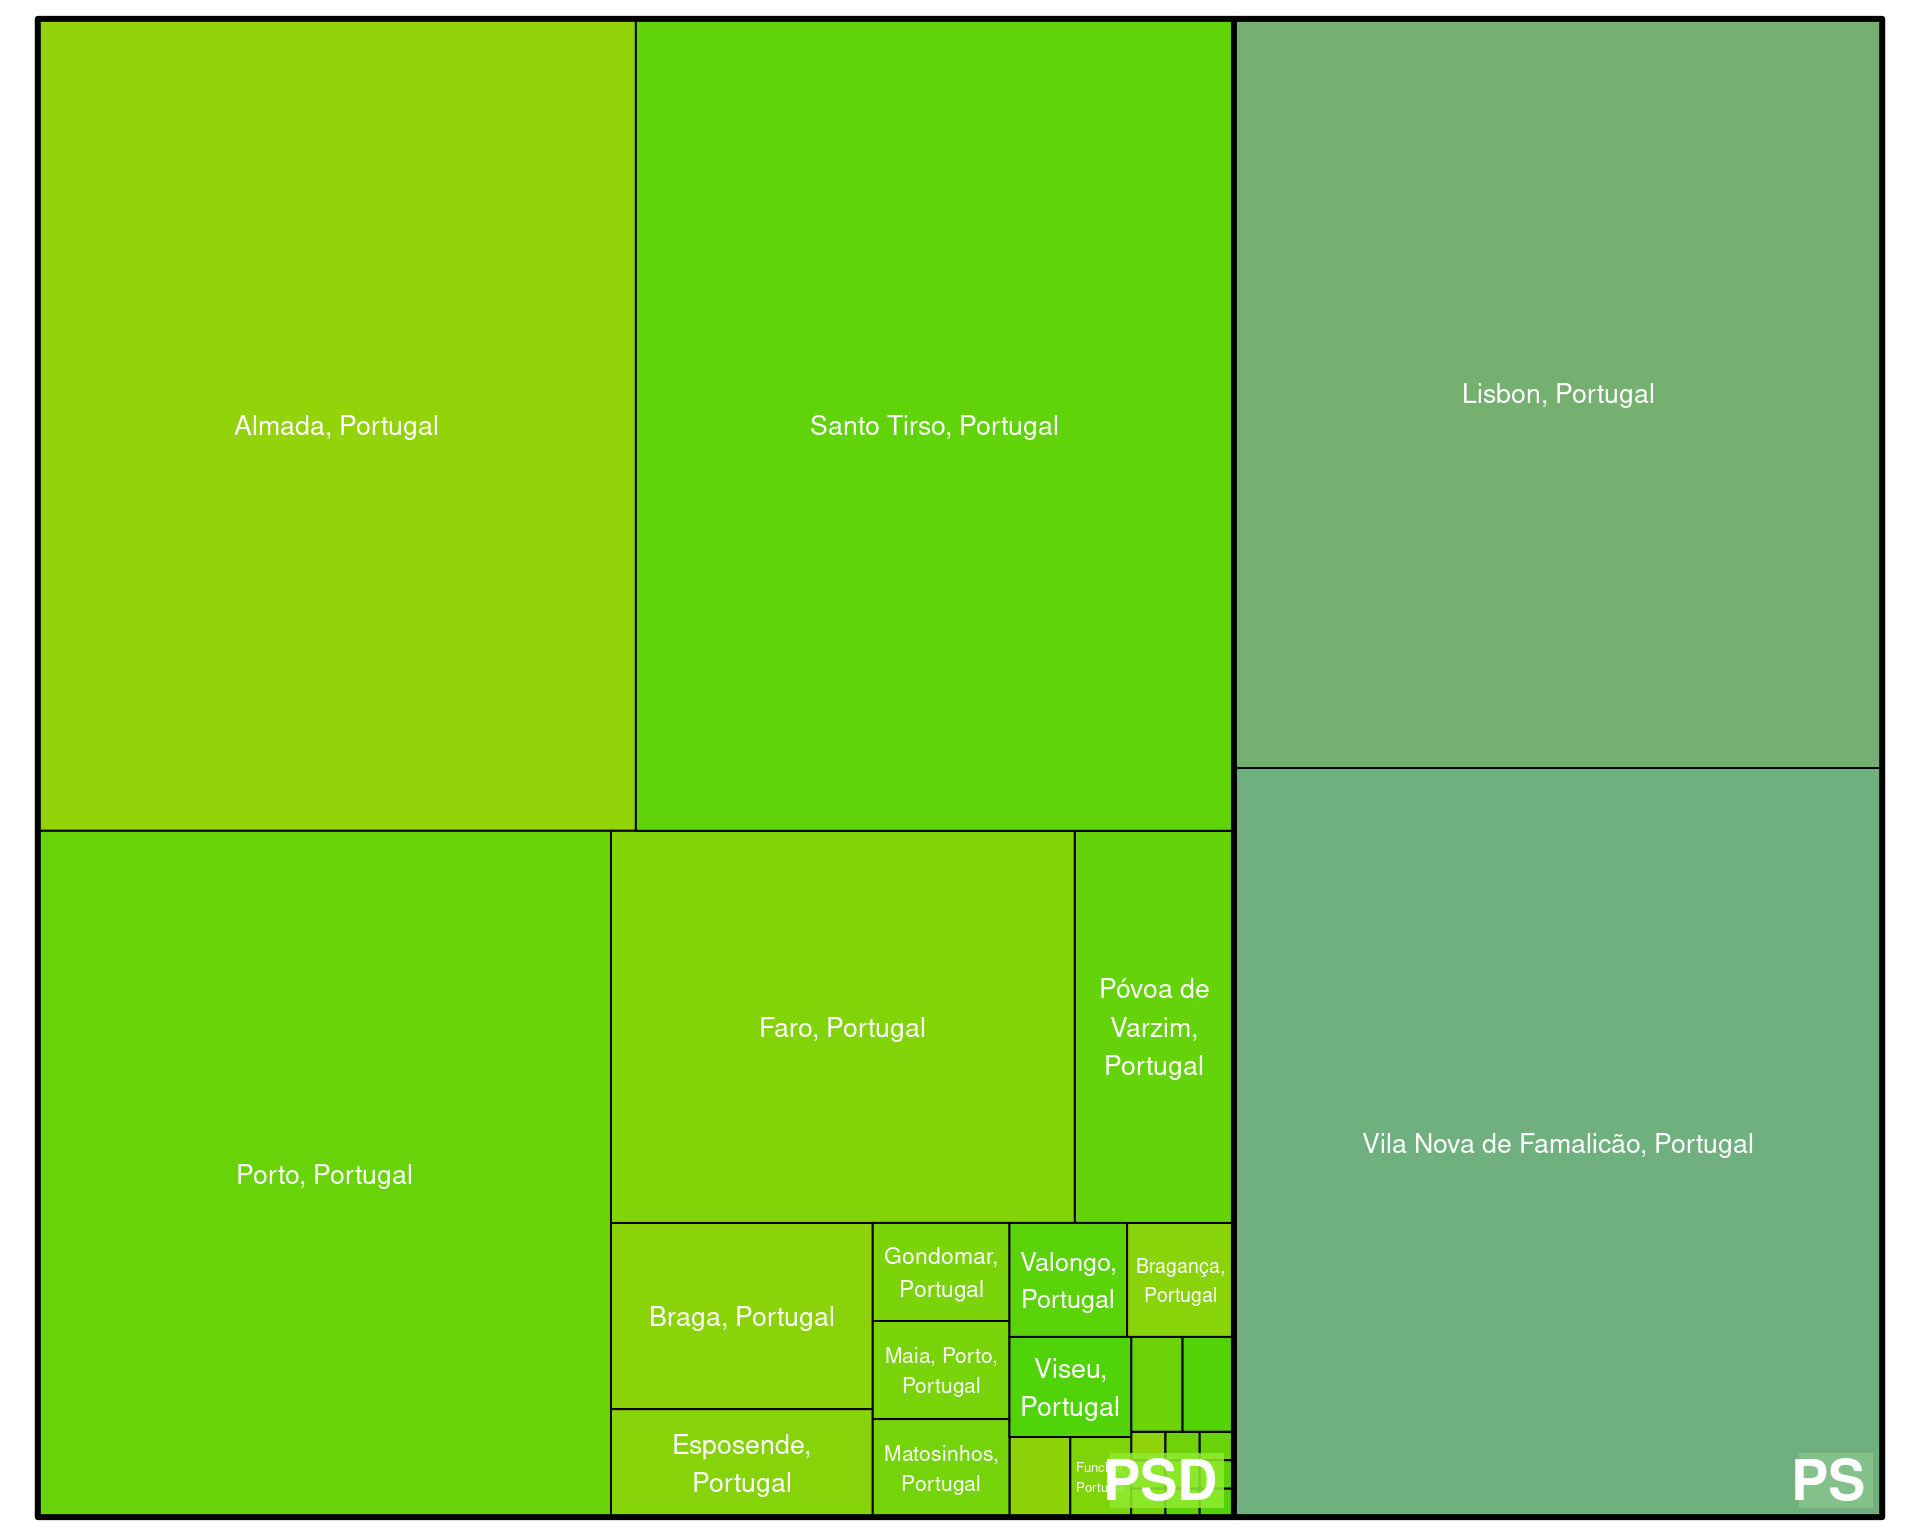 Almada, Portugal
Santo Tirso, Portugal
Lisbon, Portugal
Porto, Portugal
Faro, Portugal
Póvoa de
Varzim,
Portugal
Vila Nova de Famalicão, Portugal
Braga, Portugal
Gondomar,
Portugal
Valongo,
Portugal
Bragança,
Portugal
Maia, Porto,
Portugal
Viseu,
Portugal
Esposende,
Portugal
Matosinhos,
Portugal
PSD
PS